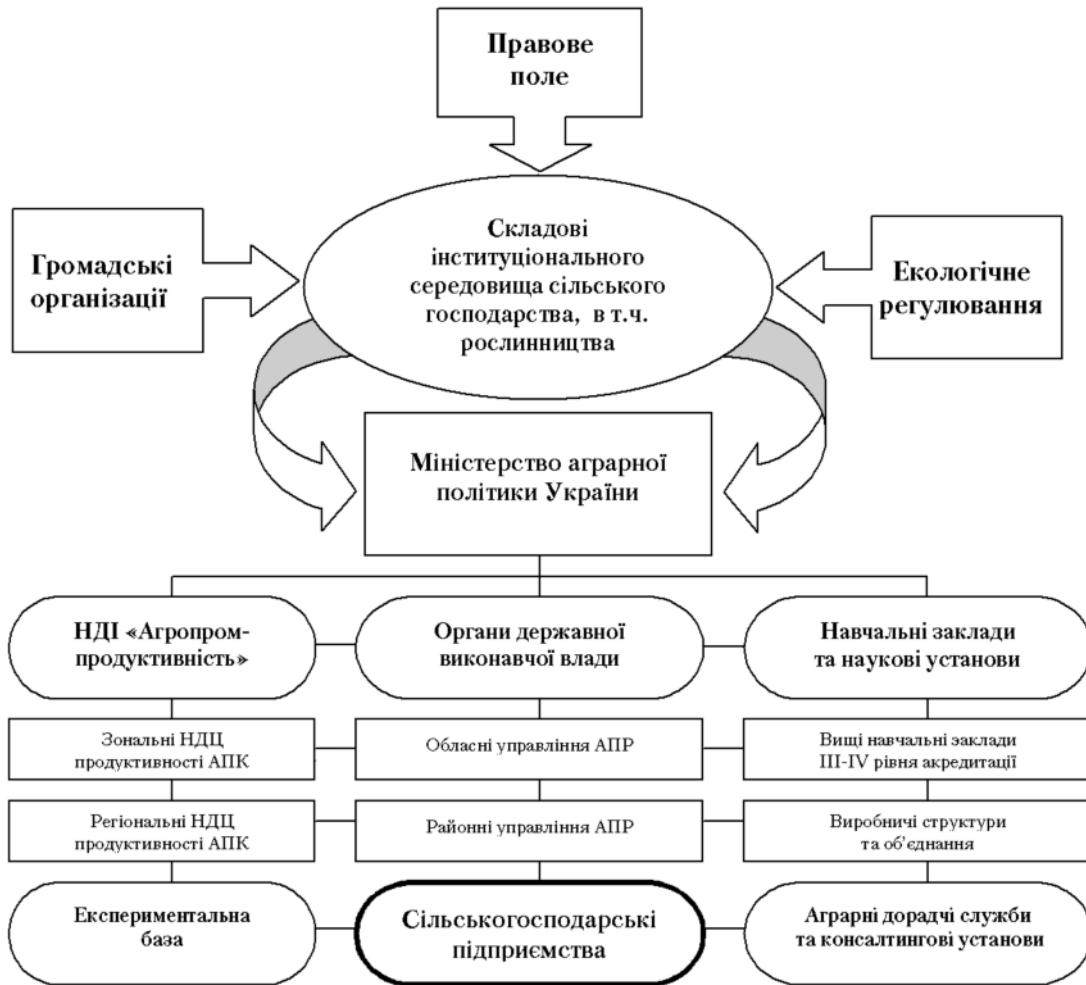 Правове
поле
Громадські
організації
Складові
інституціонального
середовища сільського
господарства, в т.ч.
рослинництва
Екологічне
регулювання
Міністерство аграрної
політики України
НДІ «Агропром-
продуктивність»
Органи державної
виконавчої влади
Навчальні заклади
та наукові установи
Зональні НДЦ
продуктивності АПК
Обласні управління АПР
Вищі навчальні заклади
III-IV рівня акредитації
Регіональні НДЦ
продуктивності АПК
Районні управління АПР
Виробничі структури
та об'єднання
Експериментальна
база
Сільськогосподарські
підприємства
Аграрні дорадчі служби
та консалтингові установи